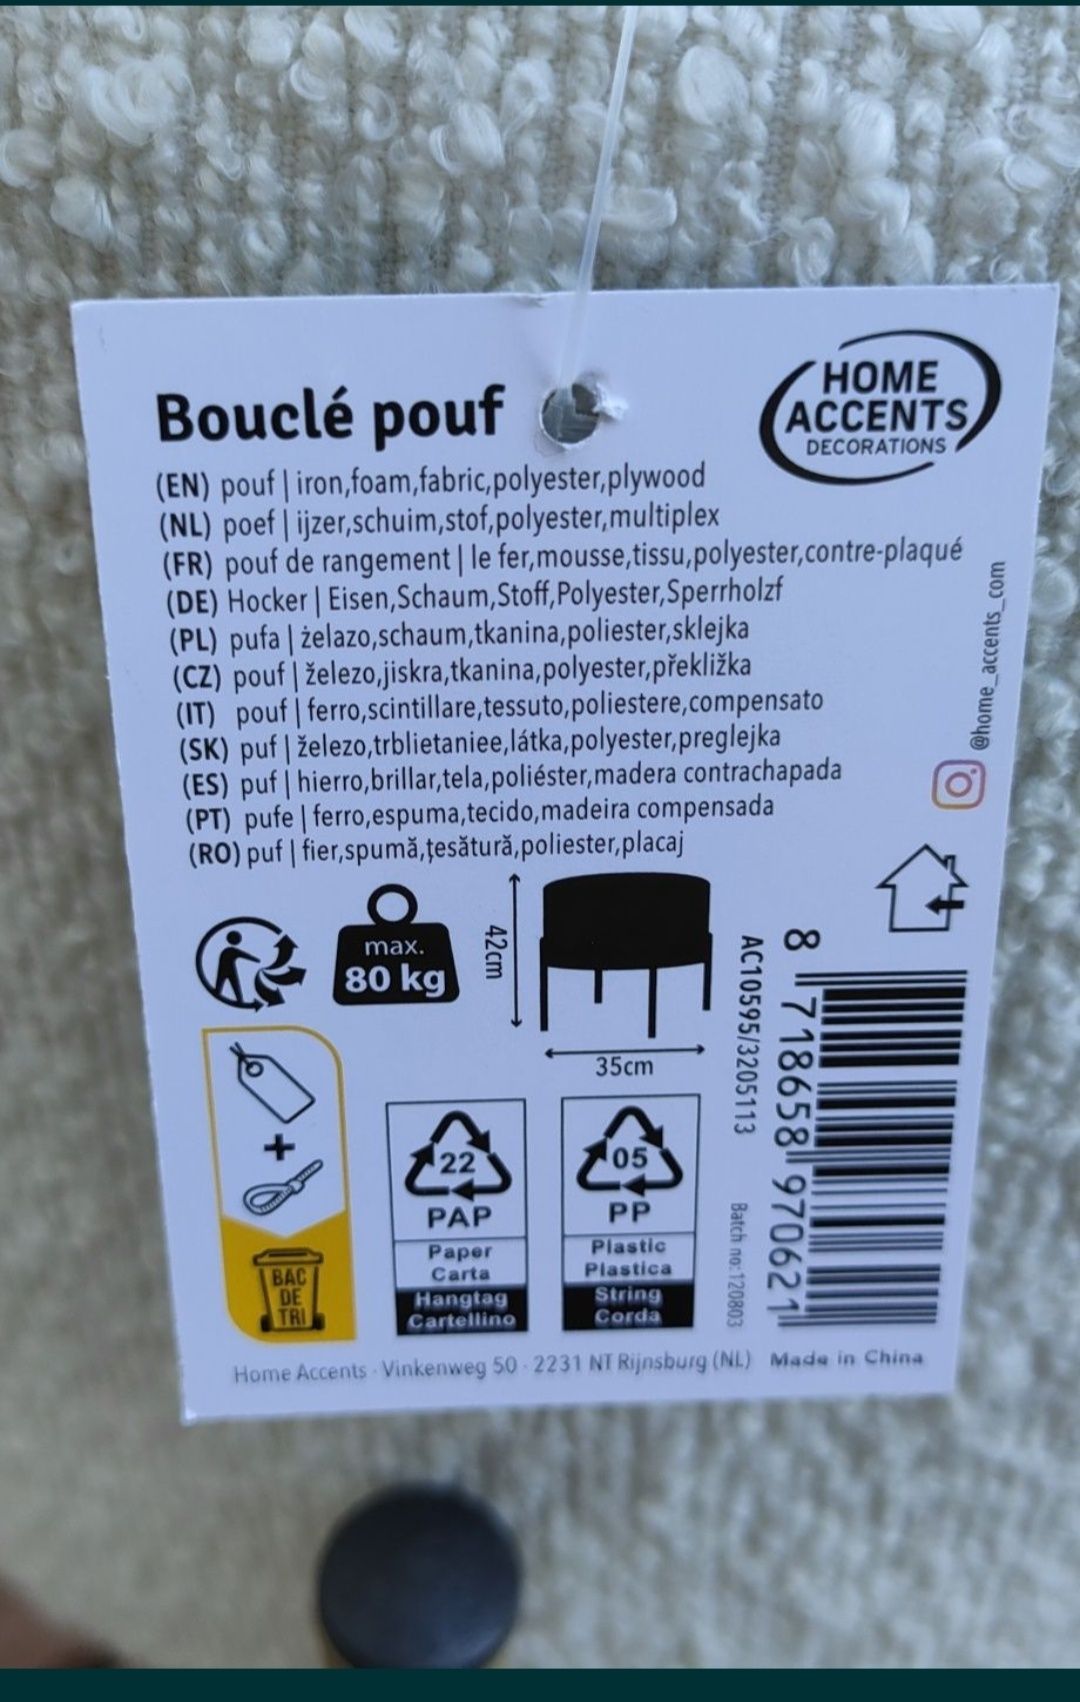 HOME
ACCENTS
DECORATIONS
Bouclé pouf
(EN) pouf | iron,foam,fabric,polyester,plywood
(NL) poef | ijzer,schuim,stof,polyester,multiplex
(FR) pouf de rangement | le fer,mousse,tissu,polyester,contre-plaqué
(DE) Hocker | Eisen,Schaum,Stoff,Polyester,Sperrholzf
(PL) pufa | żelazo,schaum,tkanina,poliester,sklejka
(CZ) pouf | železo,jiskra,tkanina,polyester,překližka
(IT) pouf | ferro,scintillare,tessuto,poliestere,compensato
(SK) puf | železo,trblietaniee,látka,polyester,preglejka
(ES) puf | hierro,brillar,tela,poliéster,madera contrachapada
(PT) pufe | ferro,espuma,tecido,madeira compensada
(RO) puf | fier,spumă,țesătură,poliester,placaj
@home_accents_com
max.
80 kg
42cm
35cm
AC10595/3205113
Batch no:120803
8 718658 970621
BAC
DE
TRI
22
PAP
Paper
Carta
Hangtag
Cartellino
05
PP
Plastic
Plastica
String
Corda
Home Accents · Vinkenweg 50 · 2231 NT Rijnsburg (NL) Made in China